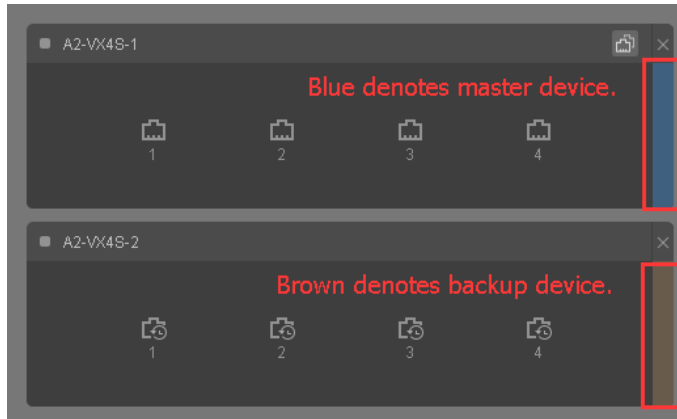 A2-VX4S-1
Blue denotes master device.
1 2 3 4
A2-VX4S-2
Brown denotes backup device.
1 2 3 4